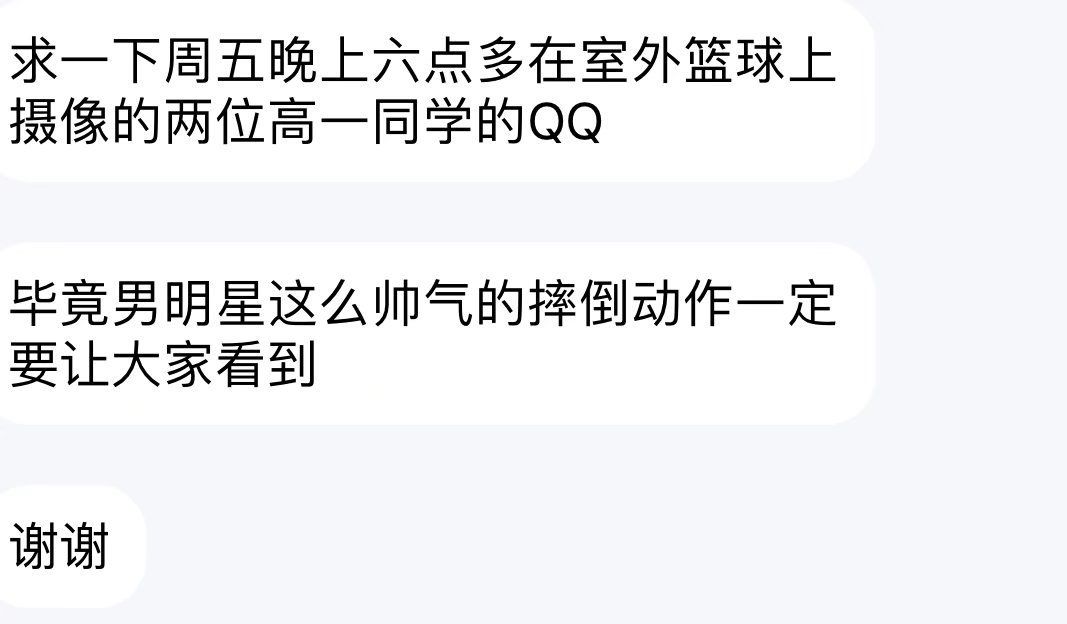 求一下周五晚上六点多在室外篮球上
摄像的两位高一同学的QQ
毕竟男明星这么帅气的摔倒动作一定
要让大家看到
谢谢